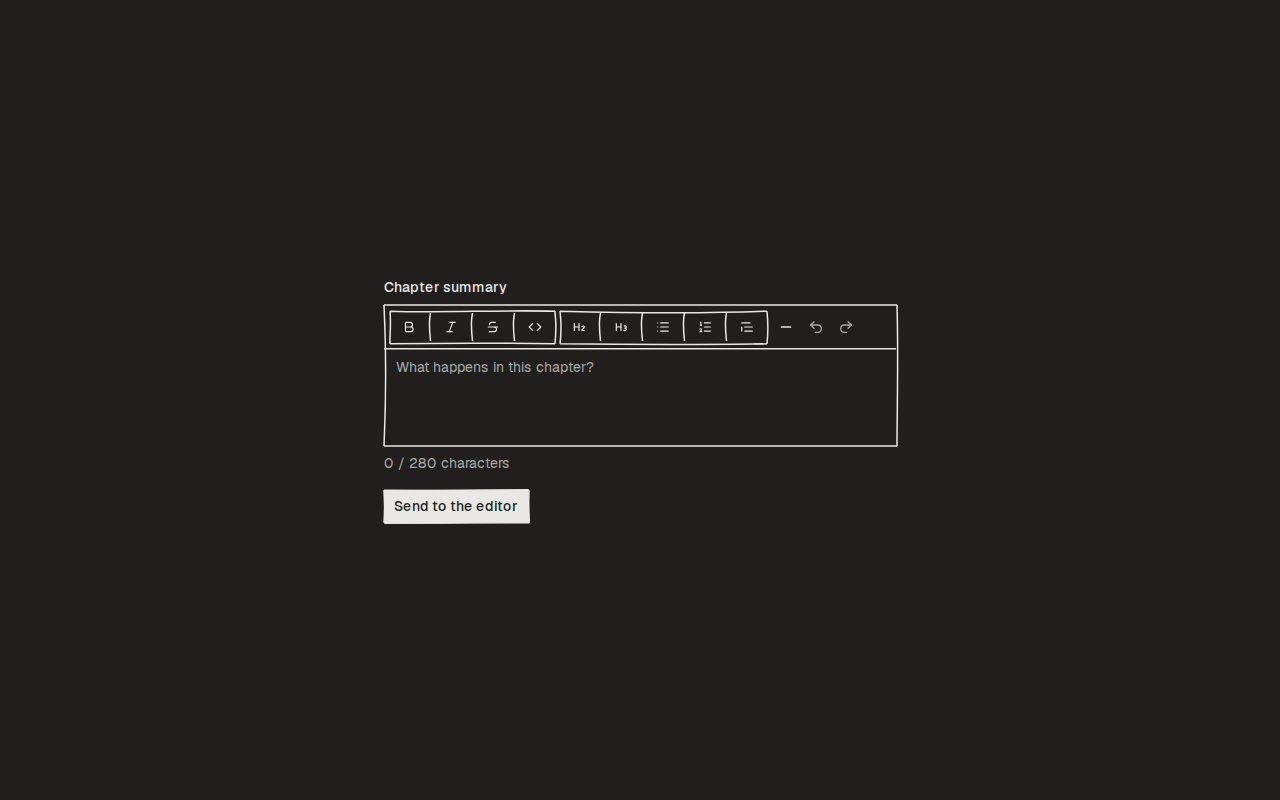 Chapter summary
B I S <> H2 H3
What happens in this chapter?
0 / 280 characters
Send to the editor